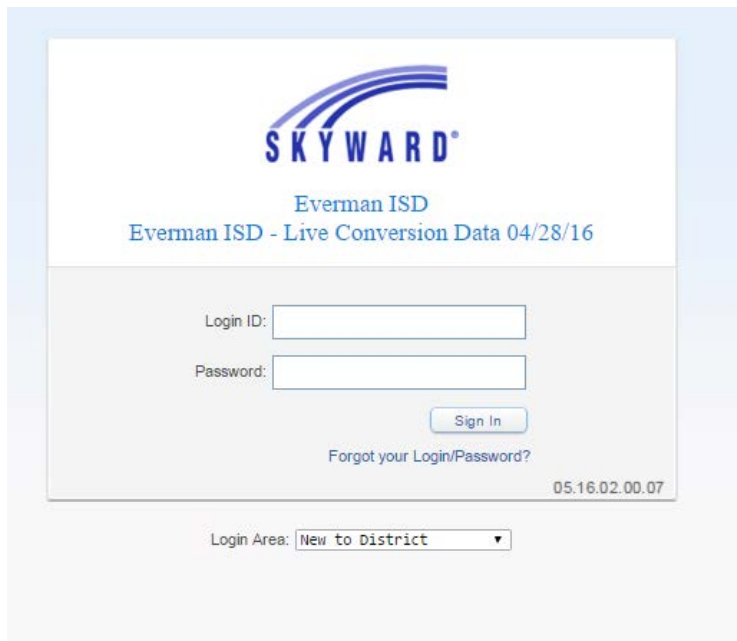 SKYWARD®
Everman ISD
Everman ISD - Live Conversion Data 04/28/16
Login ID:
Password:
Sign In
Forgot your Login/Password?
05.16.02.00.07
Login Area: New to District